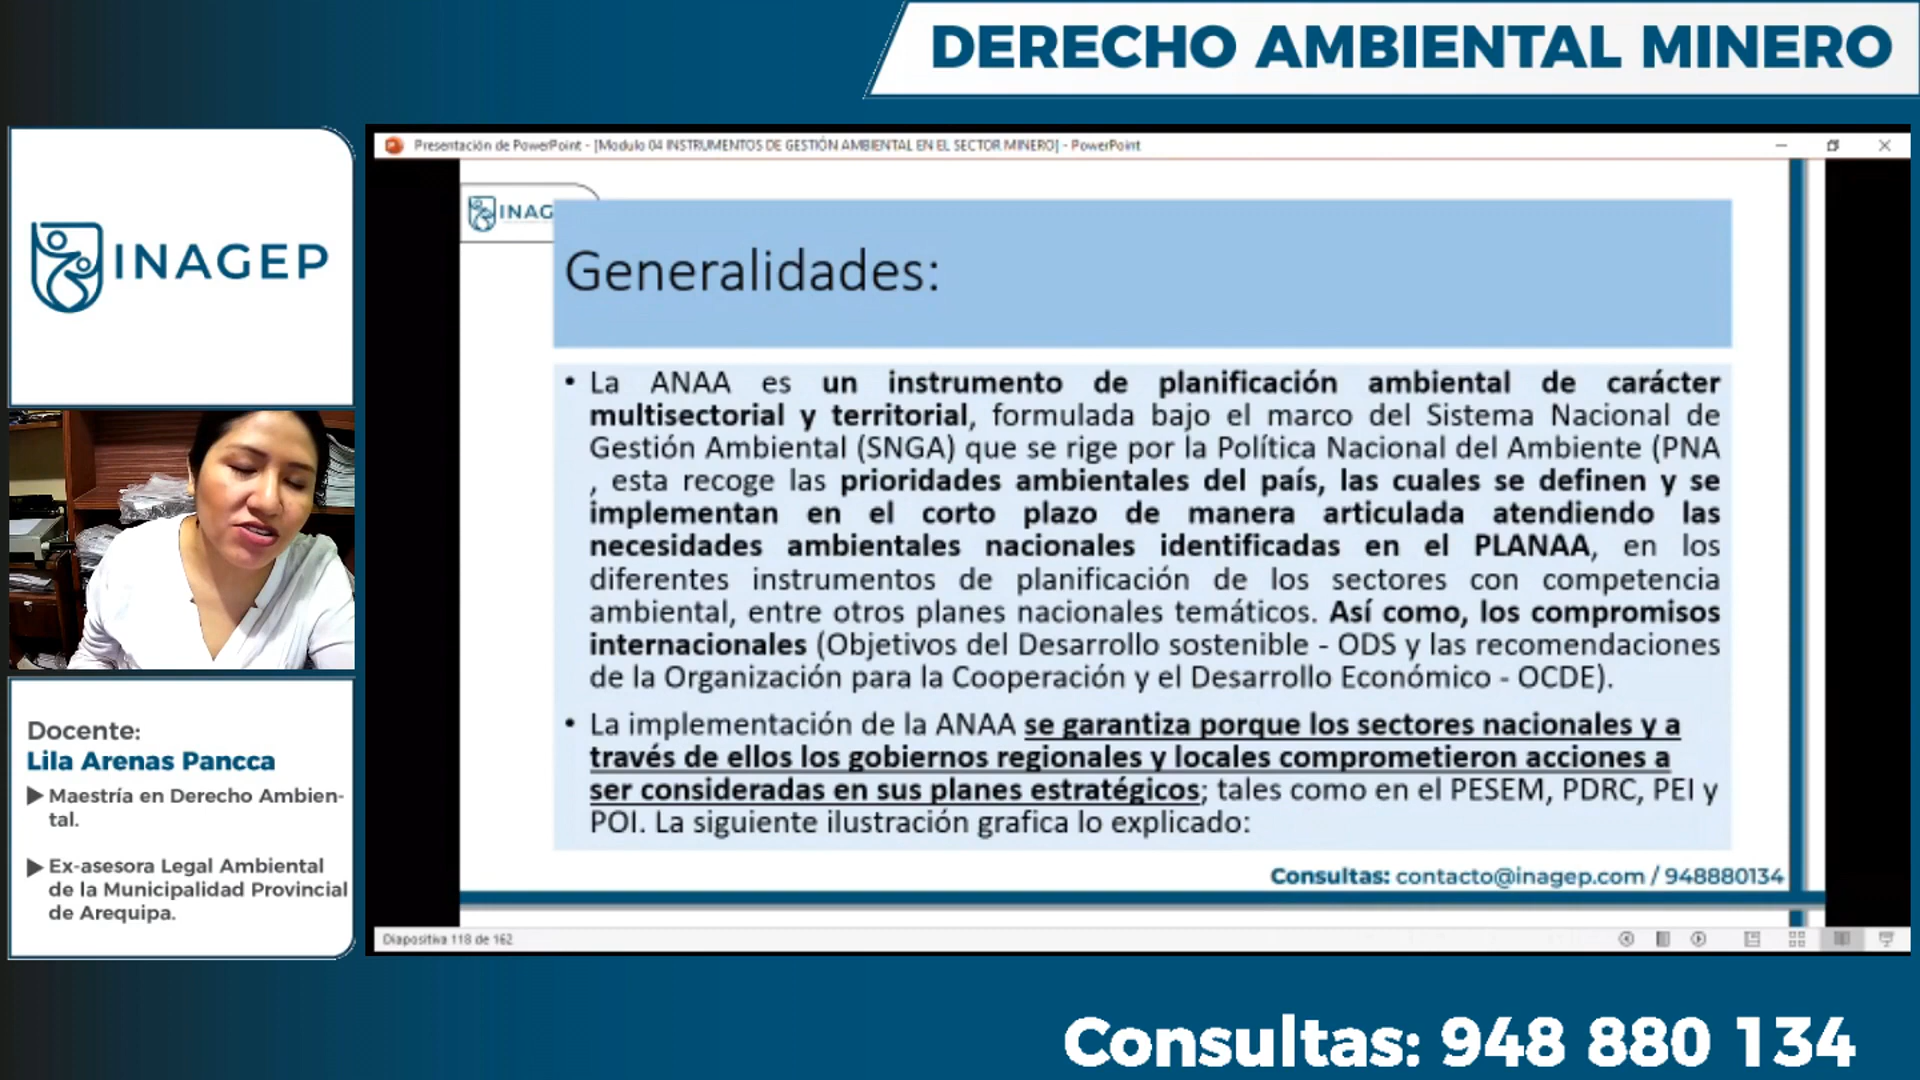 DERECHO AMBIENTAL MINERO
Presentación de PowerPoint - [Modulo 04 INSTRUMENTOS DE GESTIÓN AMBIENTAL EN EL SECTOR MINERO] - PowerPoint
INAGEP
INAG
Generalidades:
• La ANAA es un instrumento de planificación ambiental de carácter
multisectorial y territorial, formulada bajo el marco del Sistema Nacional de
Gestión Ambiental (SNGA) que se rige por la Política Nacional del Ambiente (PNA
, esta recoge las prioridades ambientales del país, las cuales se definen y se
implementan en el corto plazo de manera articulada atendiendo las
necesidades ambientales nacionales identificadas en el PLANAA, en los
diferentes instrumentos de planificación de los sectores con competencia
ambiental, entre otros planes nacionales temáticos. Así como, los compromisos
internacionales (Objetivos del Desarrollo sostenible - ODS y las recomendaciones
de la Organización para la Cooperación y el Desarrollo Económico - OCDE).
• La implementación de la ANAA se garantiza porque los sectores nacionales y a
través de ellos los gobiernos regionales y locales comprometieron acciones a
ser consideradas en sus planes estratégicos; tales como en el PESEM, PDRC, PEI y
POI. La siguiente ilustración grafica lo explicado:
Consultas: contacto@inagep.com / 948880134
Diapositiva 118 de 162
Docente:
Lila Arenas Pancca
Maestría en Derecho Ambien-
tal.
Ex-asesora Legal Ambiental
de la Municipalidad Provincial
de Arequipa.
Consultas: 948 880 134